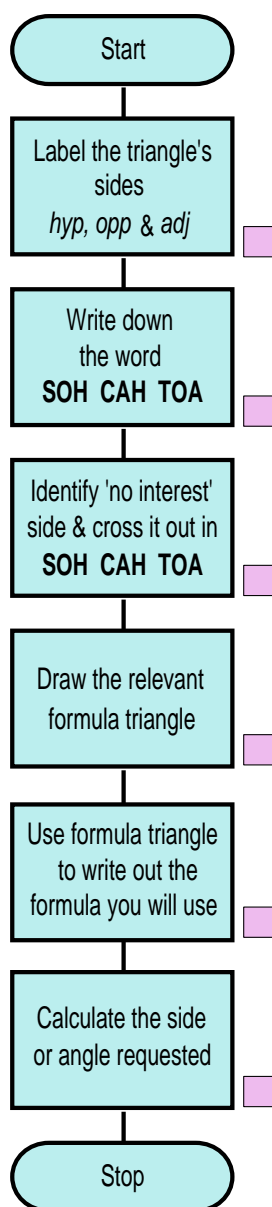 Start
Label the triangle's
sides
hyp, opp & adj
Write down
the word
SOH CAH TOA
Identify 'no interest'
side & cross it out in
SOH CAH TOA
Draw the relevant
formula triangle
Use formula triangle
to write out the
formula you will use
Calculate the side
or angle requested
Stop